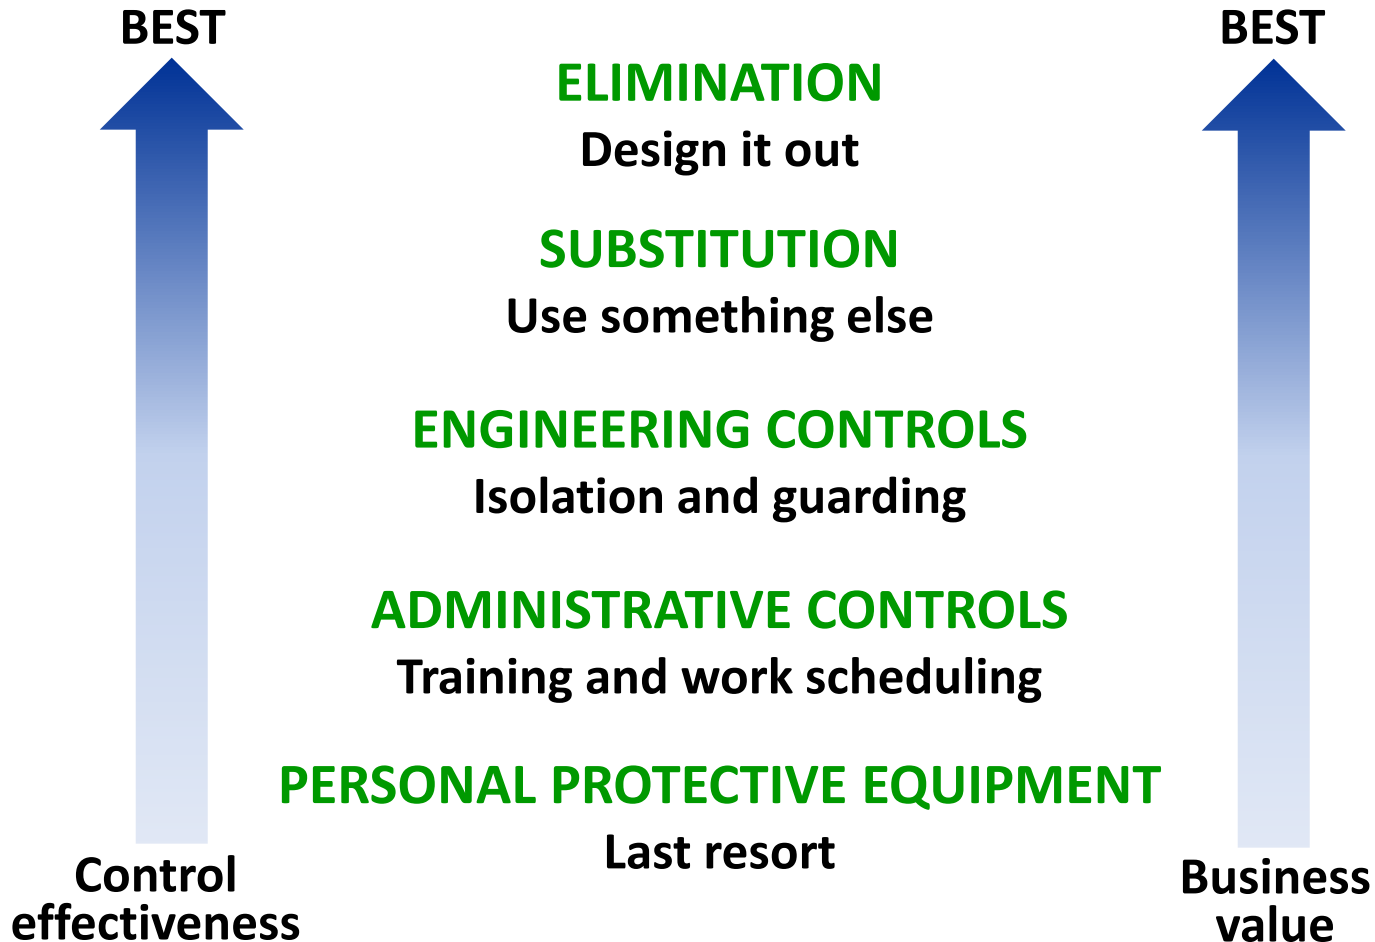 BEST
BEST
ELIMINATION
Design it out
SUBSTITUTION
Use something else
ENGINEERING CONTROLS
Isolation and guarding
ADMINISTRATIVE CONTROLS
Training and work scheduling
PERSONAL PROTECTIVE EQUIPMENT
Last resort
Control
effectiveness
Business
value